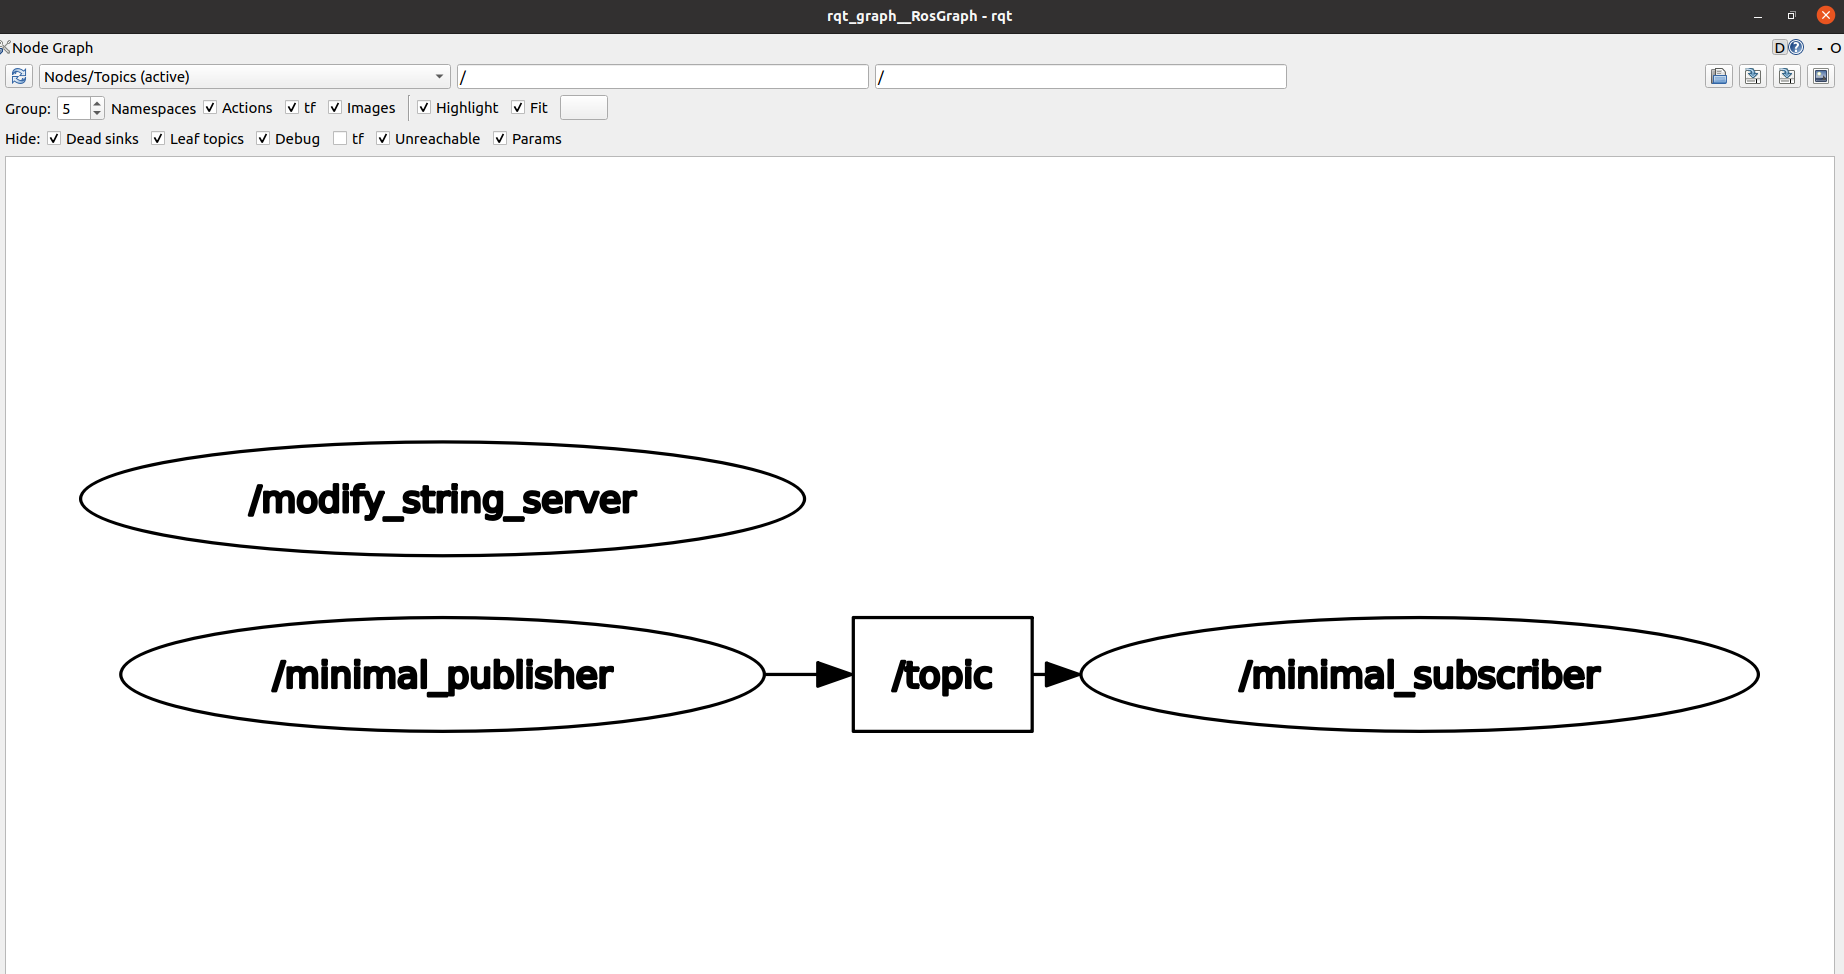 rqt_graph__RosGraph - rqt
Node Graph
D ? - O
Nodes/Topics (active) / /
Group: 5 Namespaces Actions tf Images Highlight Fit
Hide: Dead sinks Leaf topics Debug tf Unreachable Params
/modify_string_server
/minimal_publisher /topic /minimal_subscriber